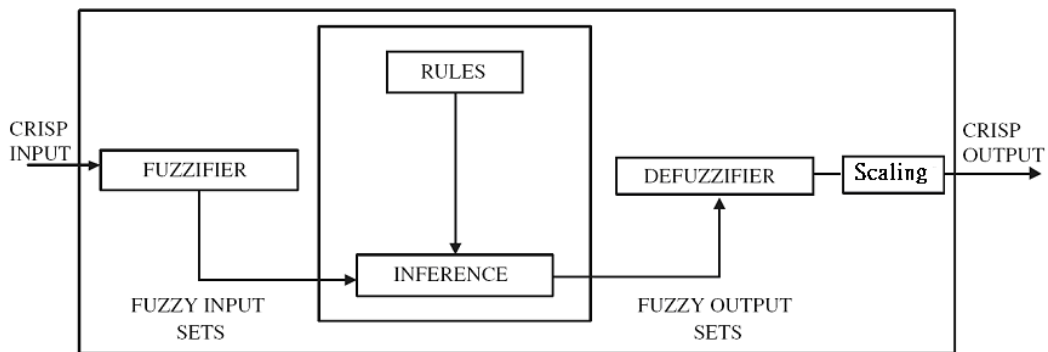 RULES
CRISP
INPUT
FUZZIFIER
DEFUZZIFIER
Scaling
CRISP
OUTPUT
INFERENCE
FUZZY INPUT
SETS
FUZZY OUTPUT
SETS